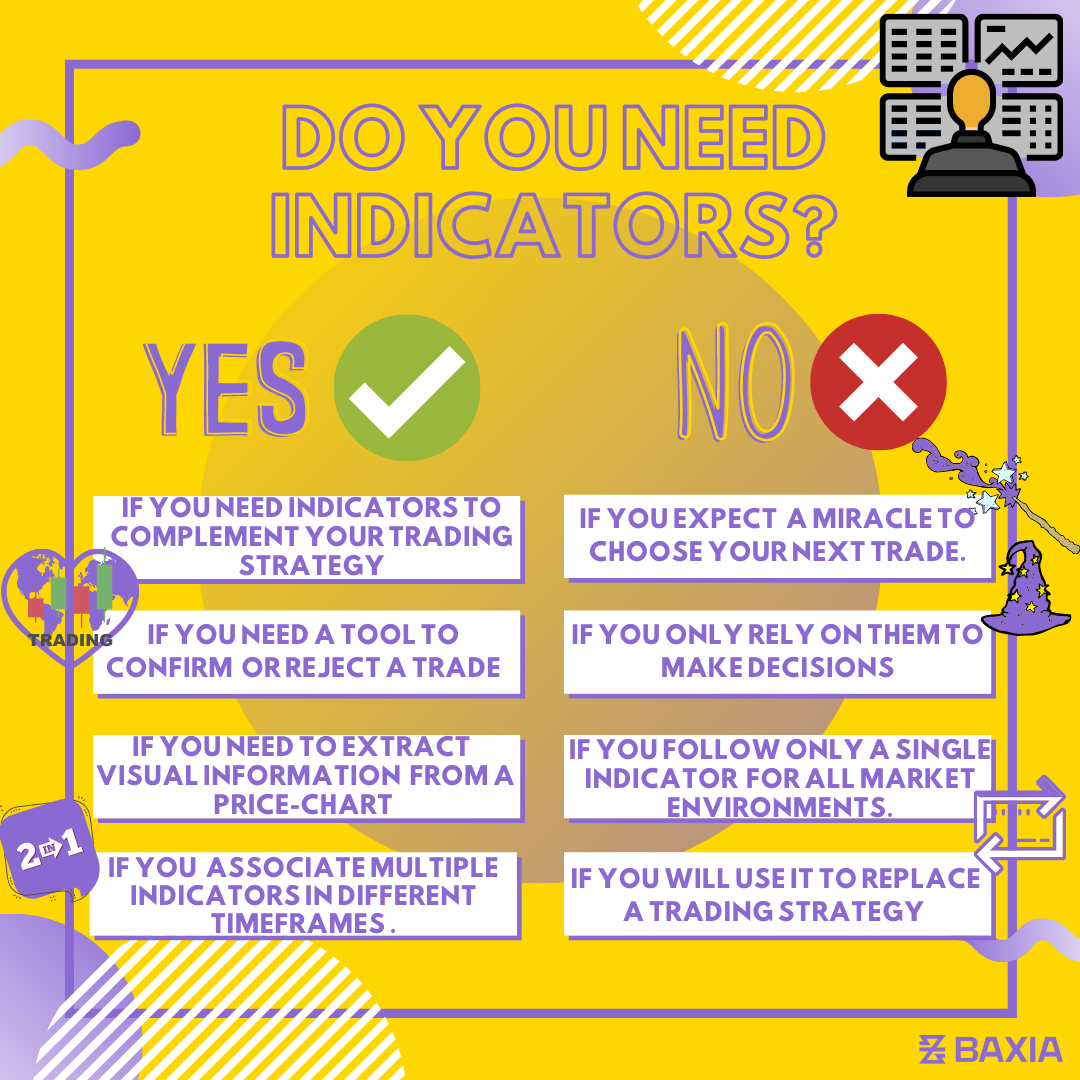 DO YOU NEED
INDICATORS?
YES
NO
IF YOU NEED INDICATORS TO
COMPLEMENT YOUR TRADING
STRATEGY
IF YOU NEED A TOOL TO
CONFIRM OR REJECT A TRADE
IF YOU NEED TO EXTRACT
VISUAL INFORMATION FROM A
PRICE-CHART
IF YOU ASSOCIATE MULTIPLE
INDICATORS IN DIFFERENT
TIMEFRAMES .
IF YOU EXPECT A MIRACLE TO
CHOOSE YOUR NEXT TRADE.
IF YOU ONLY RELY ON THEM TO
MAKE DECISIONS
IF YOU FOLLOW ONLY A SINGLE
INDICATOR FOR ALL MARKET
ENVIRONMENTS.
IF YOU WILL USE IT TO REPLACE
A TRADING STRATEGY
TRADING
2 IN 1
BAXIA